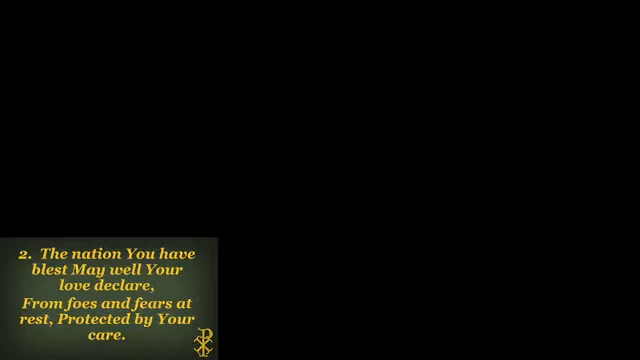 2. The nation You have
blest May well Your
love declare,
From foes and fears at
rest, Protected by Your
care.